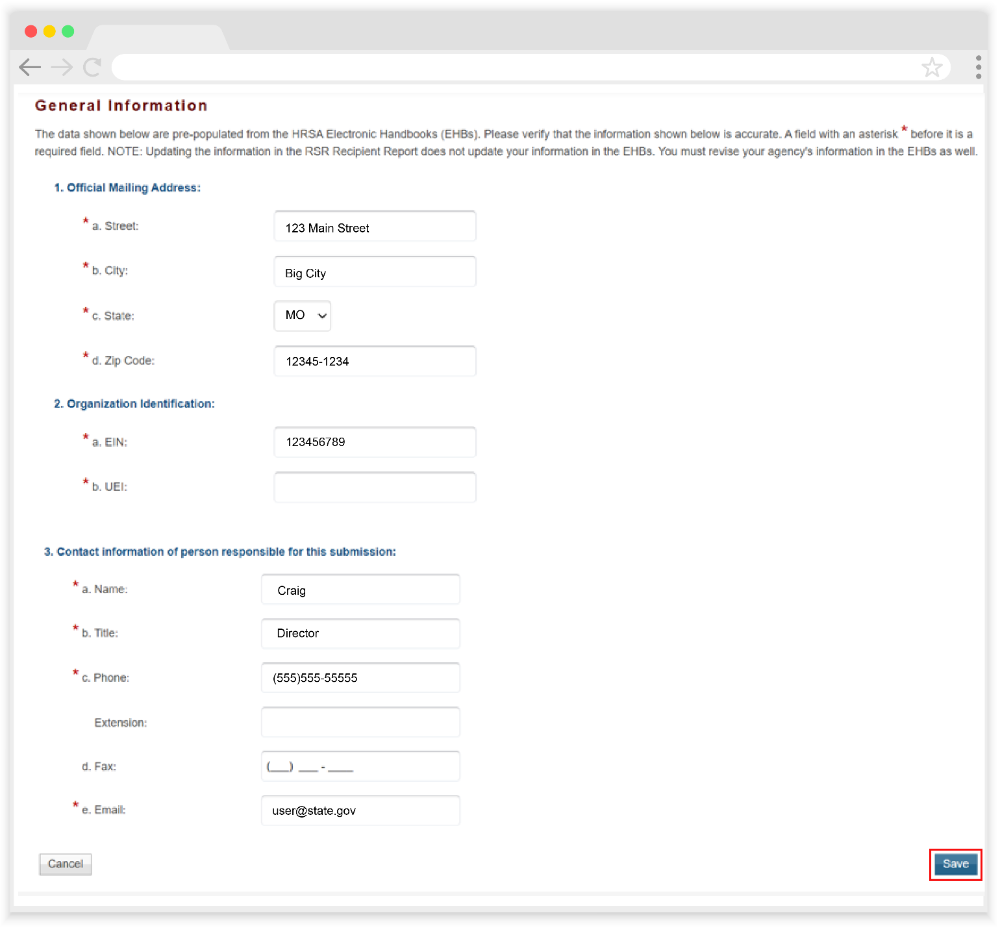 General Information
The data shown below are pre-populated from the HRSA Electronic Handbooks (EHBs). Please verify that the information shown below is accurate. A field with an asterisk * before it is a
required field. NOTE: Updating the information in the RSR Recipient Report does not update your information in the EHBs. You must revise your agency's information in the EHBs as well.
1. Official Mailing Address:
* a. Street: 123 Main Street
* b. City: Big City
* c. State: MO
* d. Zip Code: 12345-1234
2. Organization Identification:
* a. EIN: 123456789
* b. UEI:
3. Contact information of person responsible for this submission:
* a. Name: Craig
* b. Title: Director
* c. Phone: (555)555-55555
Extension:
d. Fax: (___) ___-____
* e. Email: user@state.gov
Cancel Save